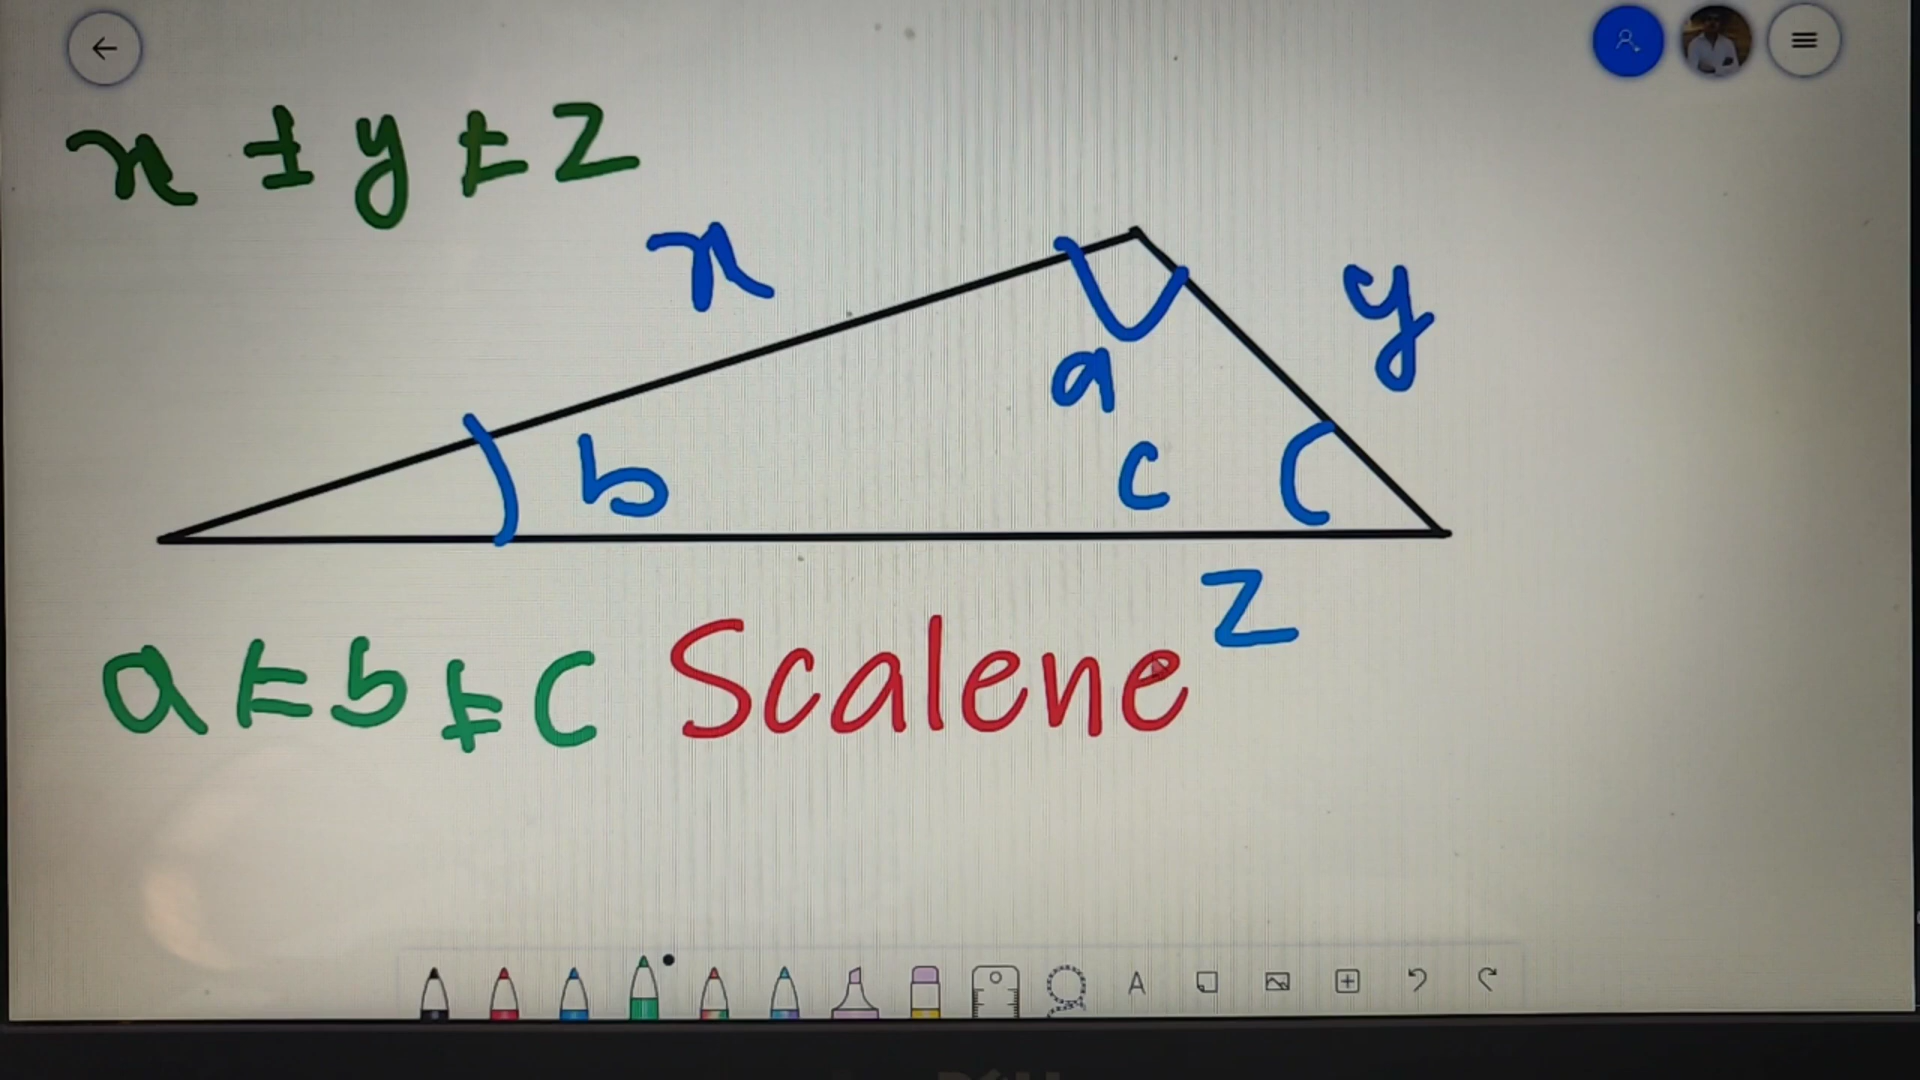 x ≠ y ≠ z
x
y
a
b
c
z
a ≠ b ≠ c Scalene
A